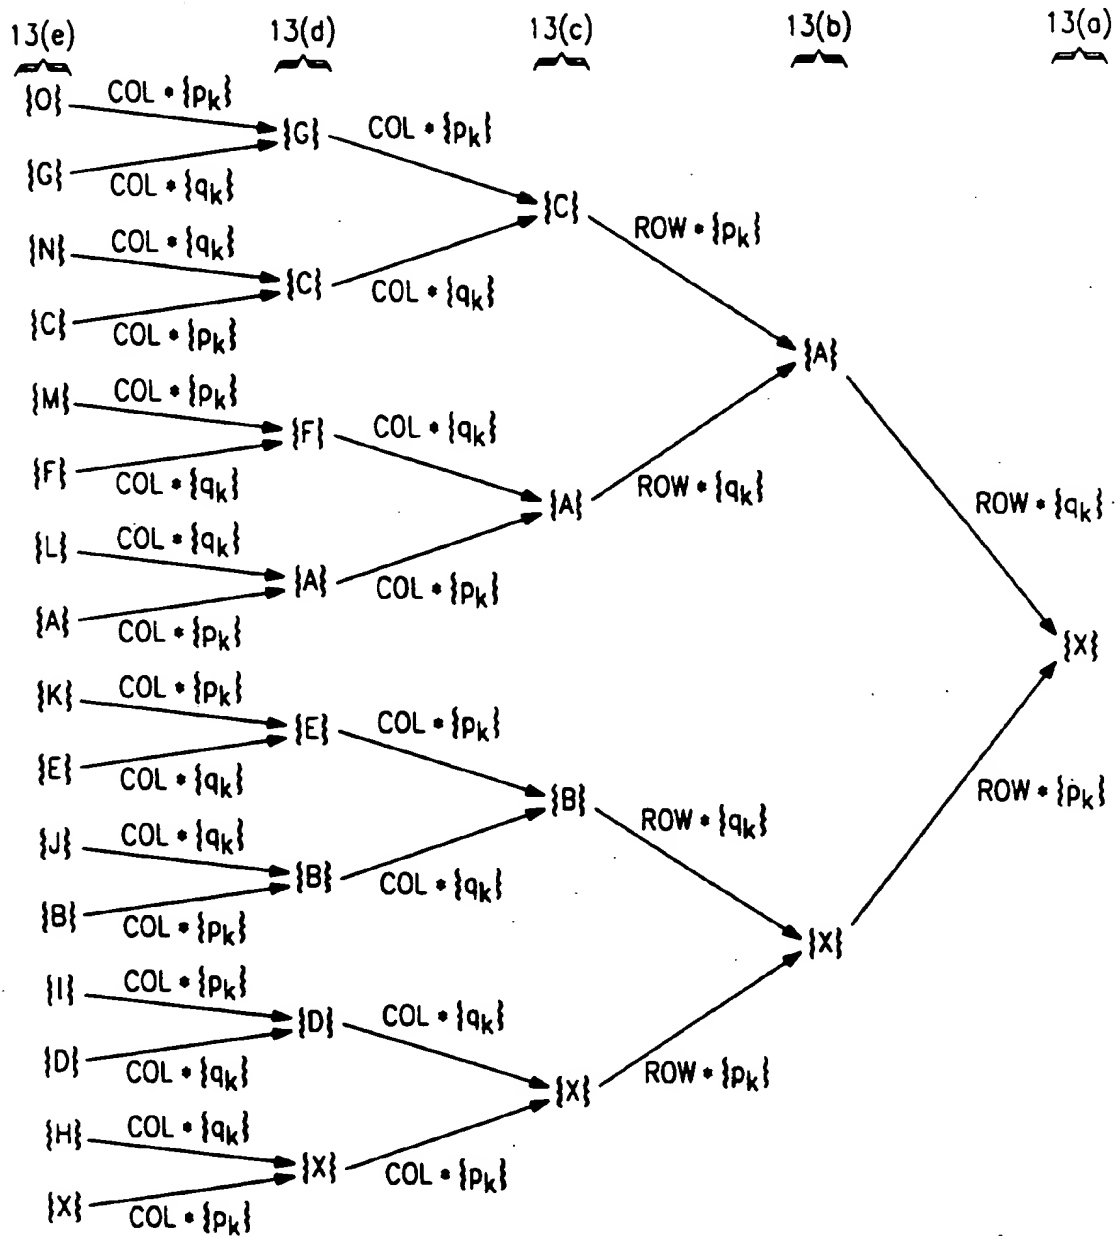 13(e) 13(d) 13(c) 13(b) 13(a)
{O} COL * {pk}
{G} COL * {pk}
{G} COL * {qk}
{C}
{N} COL * {qk} ROW * {pk}
{C} COL * {qk}
{C} COL * {pk}
{A}
{M} COL * {pk}
{F} COL * {qk}
{F} COL * {qk} ROW * {qk}
{A} ROW * {qk}
{L} COL * {qk}
{A} COL * {pk}
{A} COL * {pk}
{X}
{K} COL * {pk}
{E} COL * {pk}
{E} COL * {qk} ROW * {pk}
{B}
{J} COL * {qk} ROW * {qk}
{B} COL * {qk}
{B} COL * {pk}
{X}
{I} COL * {pk}
{D} COL * {qk}
{D} COL * {qk} ROW * {pk}
{X}
{H} COL * {qk}
{X} COL * {pk}
{X} COL * {pk}